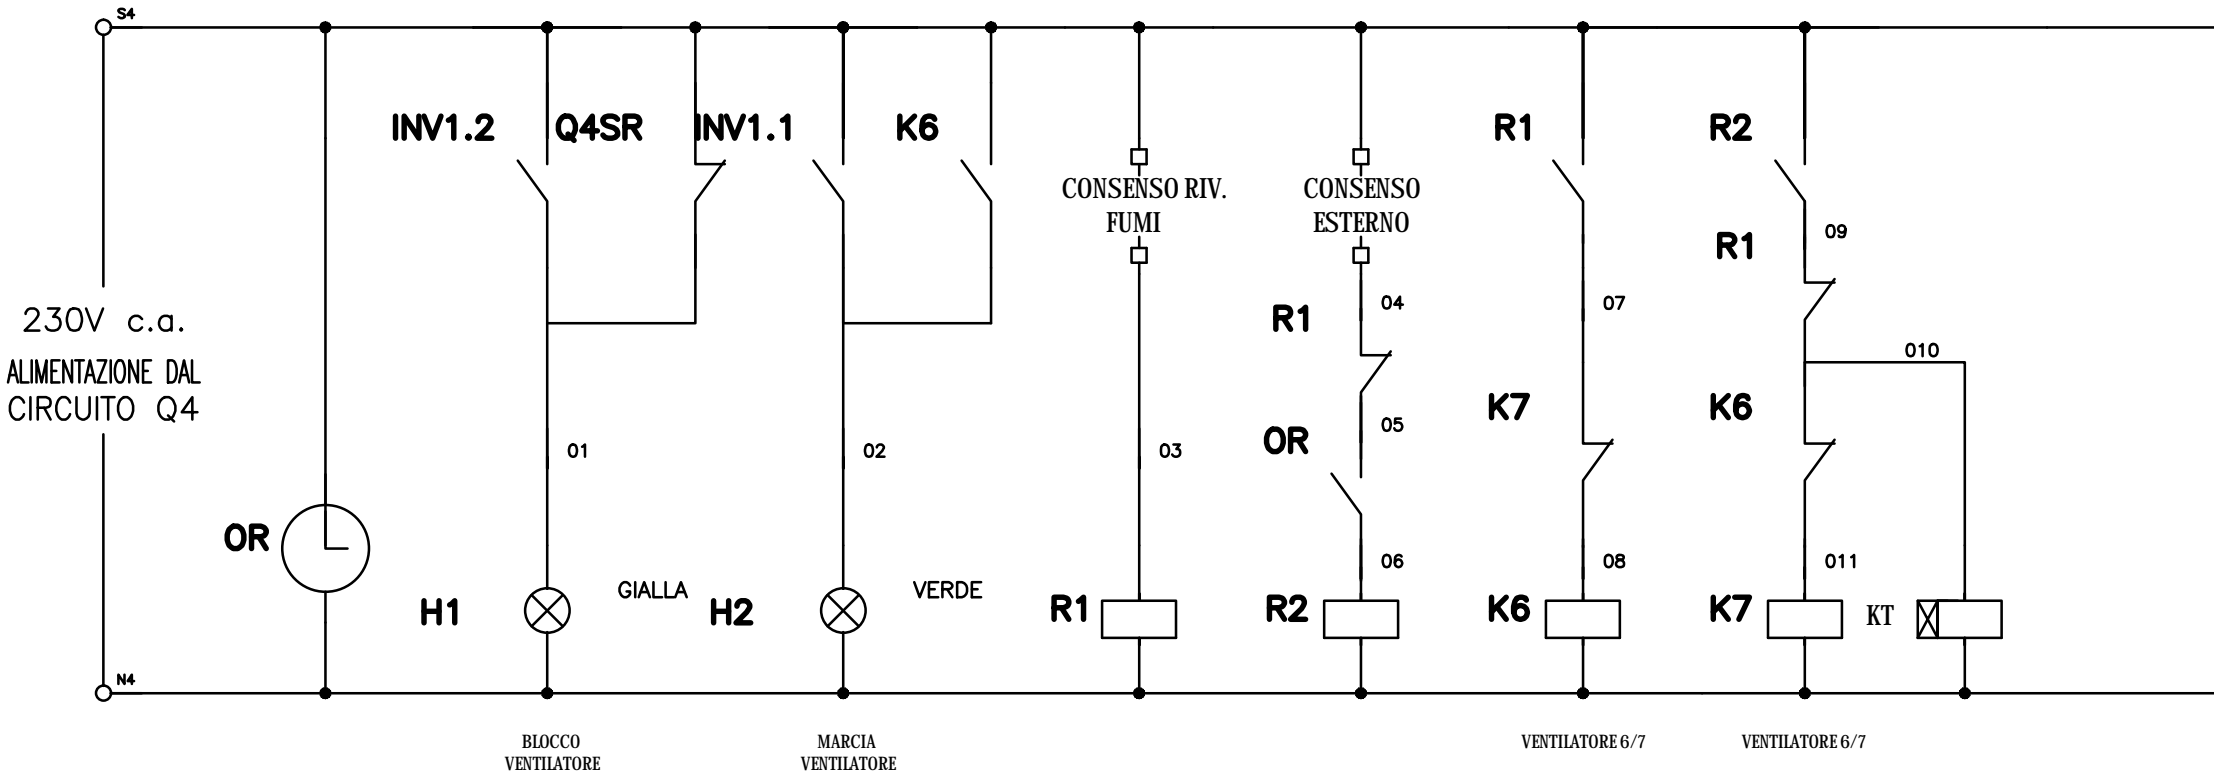 S4
INV1.2
Q4SR
INV1.1
K6
R1
R2
CONSENSO RIV.
FUMI
CONSENSO
ESTERNO
R1
09
230V c.a.
ALIMENTAZIONE DAL
CIRCUITO Q4
R1
04
07
010
K7
K6
OR
05
01
02
03
OR
06
08
011
H1
GIALLA
H2
VERDE
R1
R2
K6
K7
KT
N4
BLOCCO
VENTILATORE
MARCIA
VENTILATORE
VENTILATORE 6/7
VENTILATORE 6/7